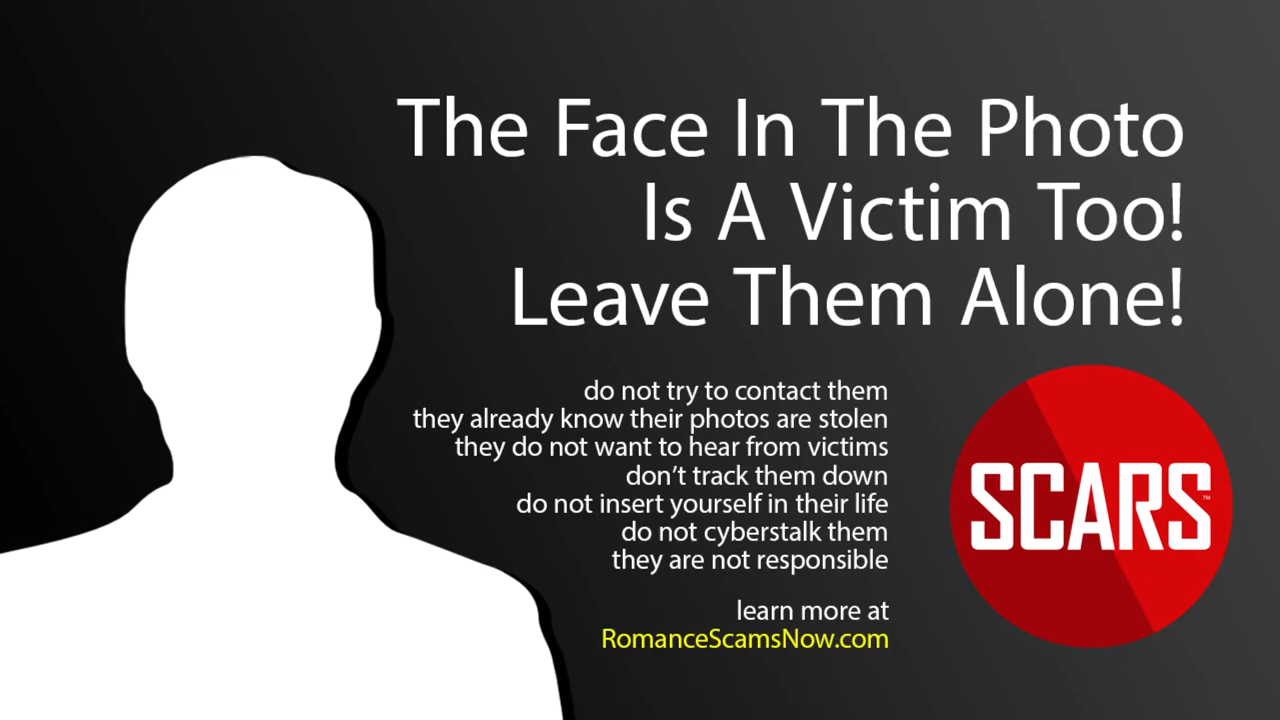 The Face In The Photo
Is A Victim Too!
Leave Them Alone!
do not try to contact them
they already know their photos are stolen
they do not want to hear from victims
don't track them down
do not insert yourself in their life
do not cyberstalk them
they are not responsible
learn more at
RomanceScamsNow.com
SCARS™